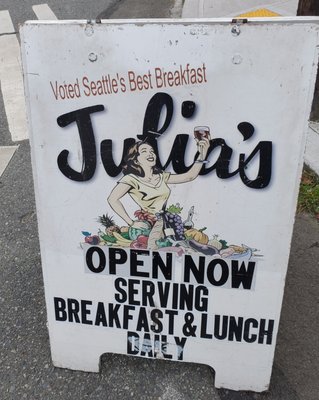 Voted Seattle's Best Breakfast
Julia's
OPEN NOW
SERVING
BREAKFAST & LUNCH
DAILY